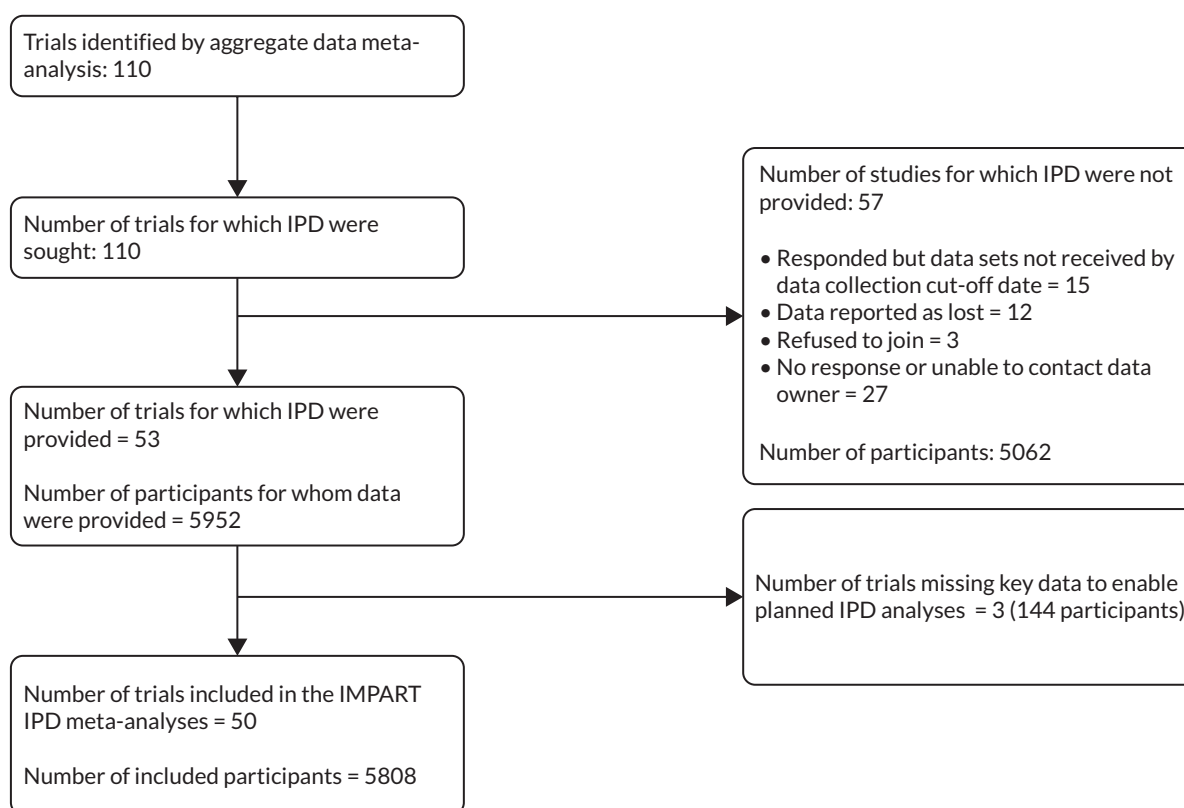 Trials identified by aggregate data meta-
analysis: 110
Number of trials for which IPD were
sought: 110
Number of studies for which IPD were not
provided: 57
• Responded but data sets not received by
data collection cut-off date = 15
• Data reported as lost = 12
• Refused to join = 3
• No response or unable to contact data
owner = 27
Number of participants: 5062
Number of trials for which IPD were
provided = 53
Number of participants for whom data
were provided = 5952
Number of trials missing key data to enable
planned IPD analyses = 3 (144 participants)
Number of trials included in the IMPART
IPD meta-analyses = 50
Number of included participants = 5808